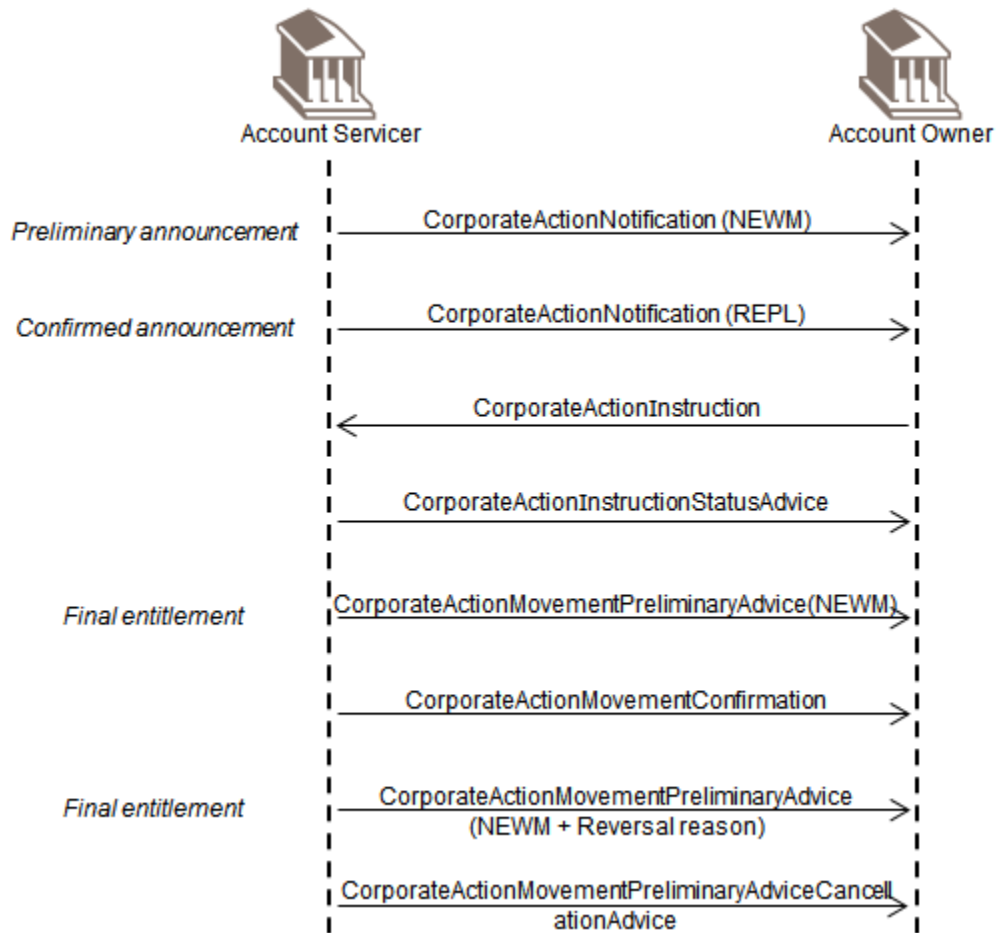 Account Servicer
Account Owner
Preliminary announcement
CorporateActionNotification (NEWM)
Confirmed announcement
CorporateActionNotification (REPL)
CorporateActionInstruction
CorporateActionInstructionStatusAdvice
Final entitlement
CorporateActionMovementPreliminaryAdvice(NEWM)
CorporateActionMovementConfirmation
Final entitlement
CorporateActionMovementPreliminaryAdvice
(NEWM + Reversal reason)
CorporateActionMovementPreliminaryAdviceCancell
ationAdvice